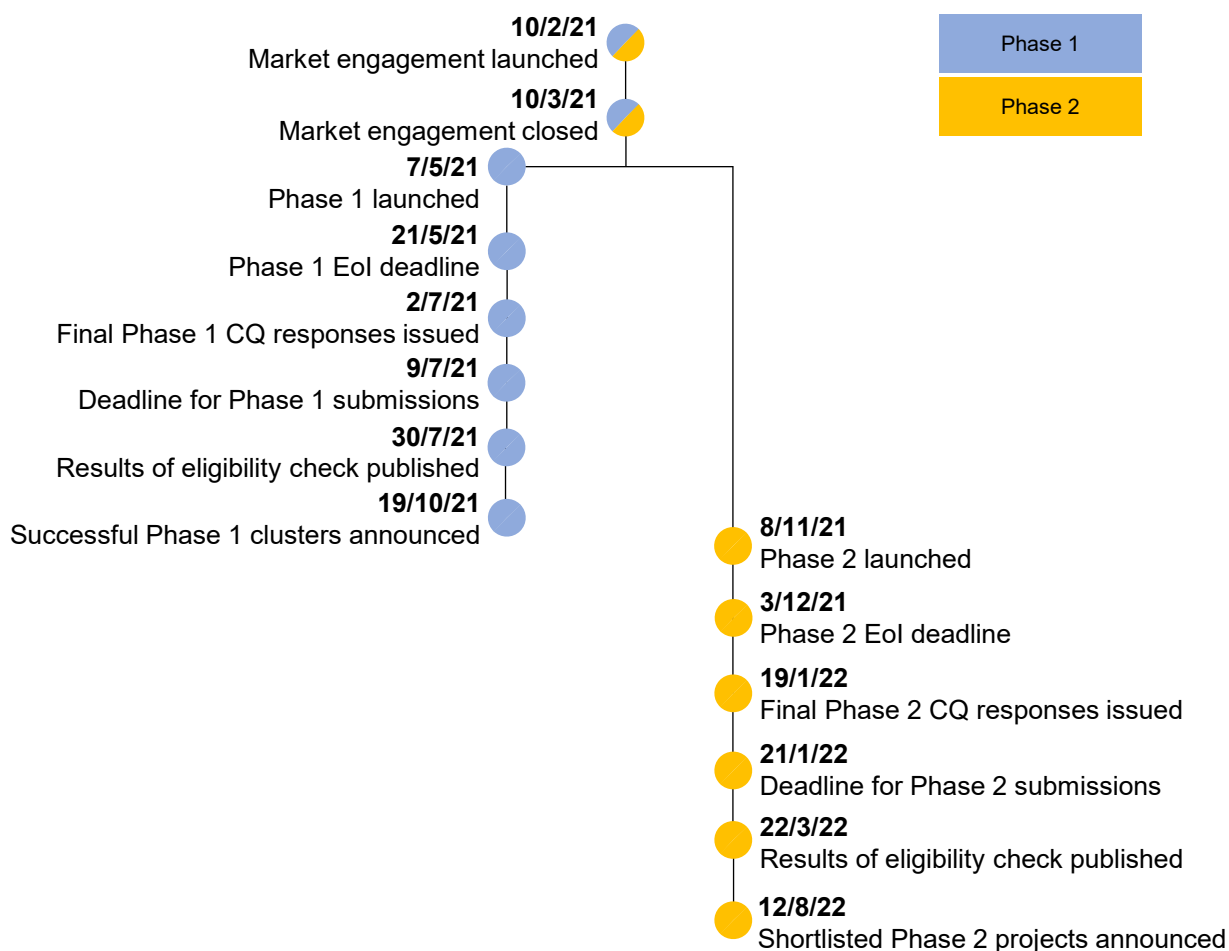 10/2/21
Market engagement launched
10/3/21
Market engagement closed
7/5/21
Phase 1 launched
21/5/21
Phase 1 EoI deadline
2/7/21
Final Phase 1 CQ responses issued
9/7/21
Deadline for Phase 1 submissions
30/7/21
Results of eligibility check published
19/10/21
Successful Phase 1 clusters announced
Phase 1
Phase 2
8/11/21
Phase 2 launched
3/12/21
Phase 2 EoI deadline
19/1/22
Final Phase 2 CQ responses issued
21/1/22
Deadline for Phase 2 submissions
22/3/22
Results of eligibility check published
12/8/22
Shortlisted Phase 2 projects announced